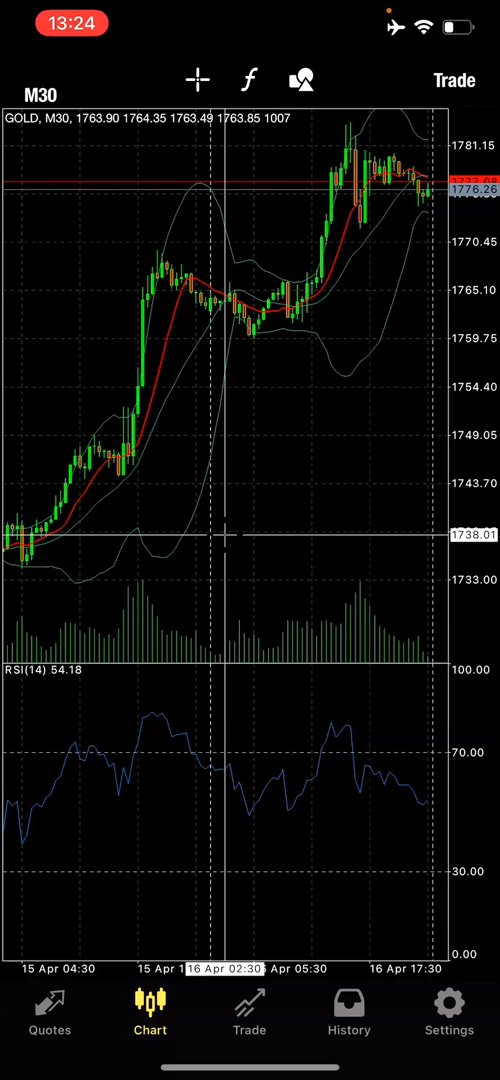 13:24
M30
f
Trade
GOLD, M30, 1763.90 1764.35 1763.49 1763.85 1007
1781.15
1777.08
1776.26
1770.45
1765.10
1759.75
1754.40
1749.05
1743.70
1738.01
1733.00
RSI(14) 54.18
100.00
70.00
30.00
0.00
15 Apr 04:30
15 Apr 1
16 Apr 02:30
Apr 05:30
16 Apr 17:30
Quotes
Chart
Trade
History
Settings